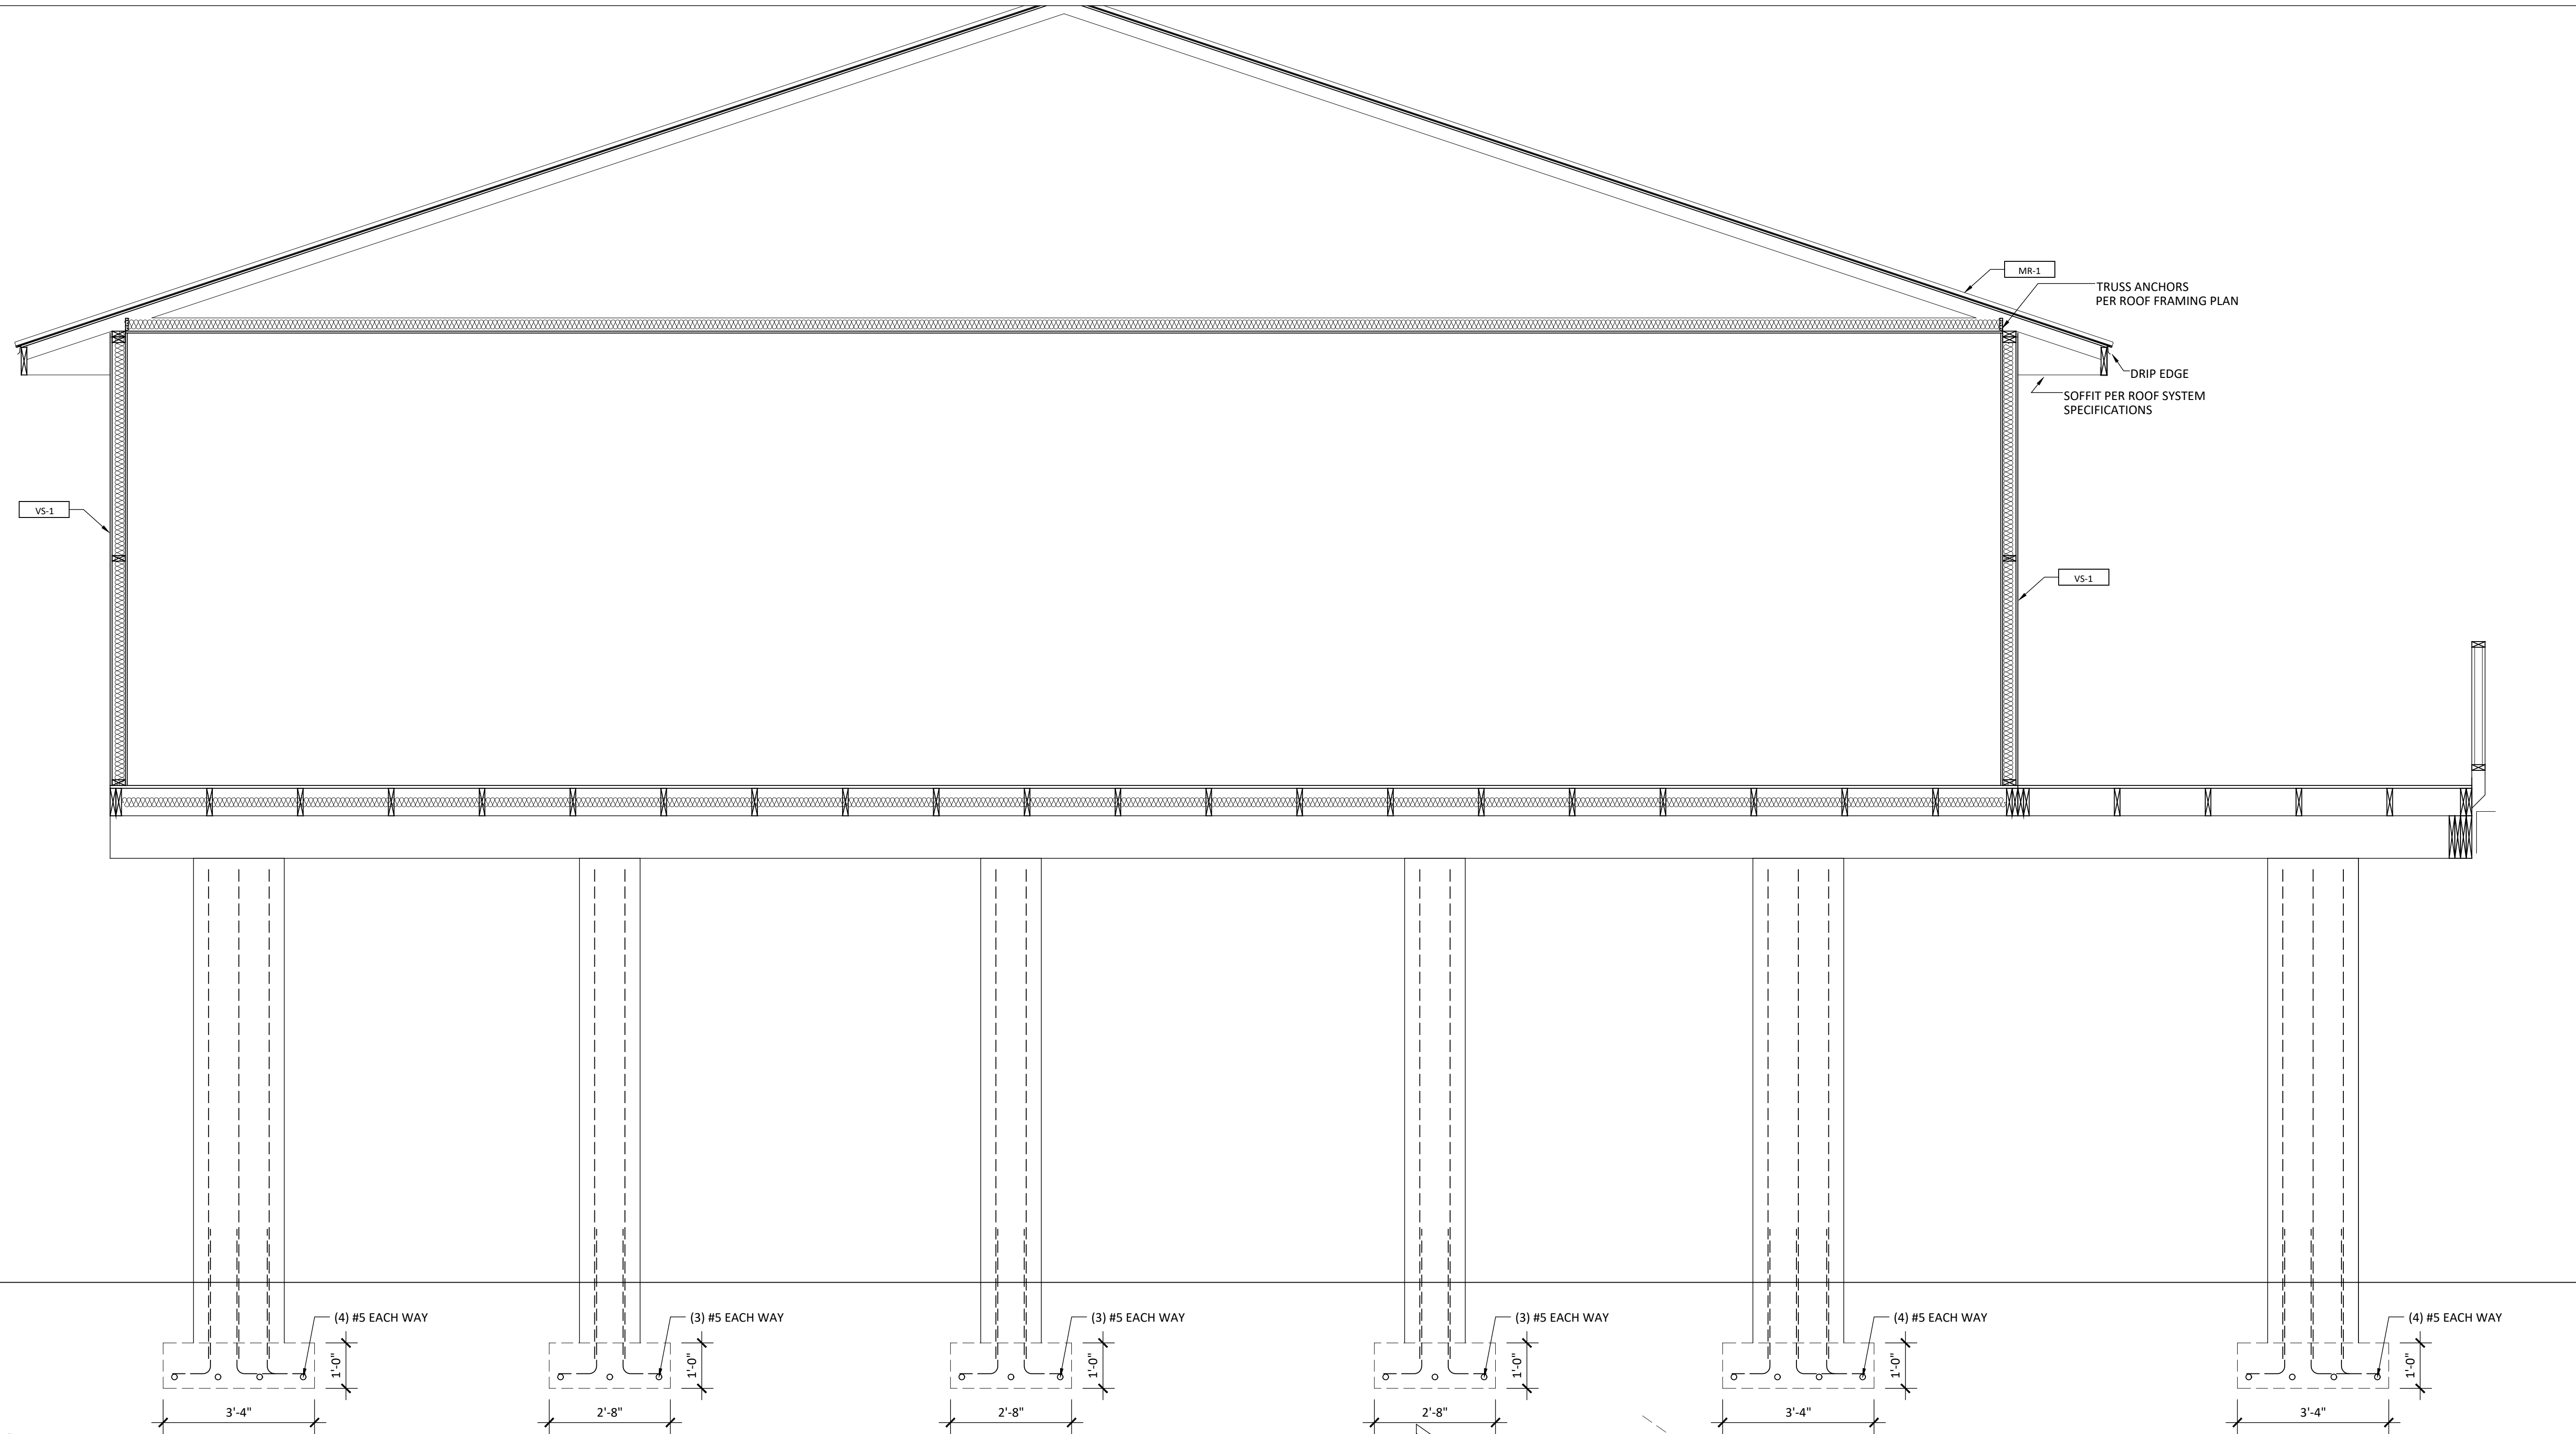 MR-1
TRUSS ANCHORS
PER ROOF FRAMING PLAN
DRIP EDGE
SOFFIT PER ROOF SYSTEM
SPECIFICATIONS
VS-1
VS-1
(4) #5 EACH WAY
(3) #5 EACH WAY
(3) #5 EACH WAY
(3) #5 EACH WAY
(4) #5 EACH WAY
(4) #5 EACH WAY
1'-0"
1'-0"
1'-0"
1'-0"
1'-0"
1'-0"
3'-4"
2'-8"
2'-8"
2'-8"
3'-4"
3'-4"